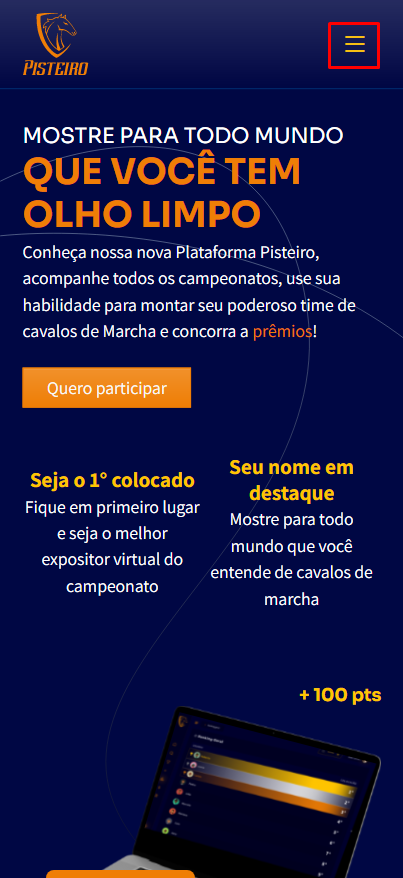 PISTEIRO
MOSTRE PARA TODO MUNDO
QUE VOCÊ TEM
OLHO LIMPO
Conheça nossa nova Plataforma Pisteiro,
acompanhe todos os campeonatos, use sua
habilidade para montar seu poderoso time de
cavalos de Marcha e concorra a prêmios!
Quero participar
Seja o 1° colocado
Fique em primeiro lugar
e seja o melhor
expositor virtual do
campeonato
Seu nome em
destaque
Mostre para todo
mundo que você
entende de cavalos de
marcha
+ 100 pts